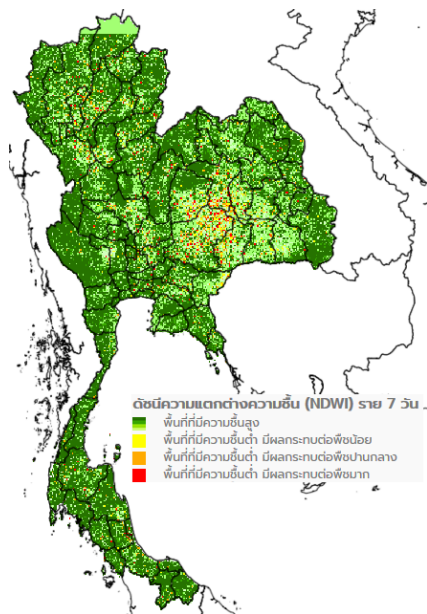 ดัชนีความแตกต่างความชื้น (NDWI) ราย 7 วัน
พื้นที่ที่มีความชื้นสูง
พื้นที่ที่มีความชื้นต่ำ มีผลกระทบต่อพืชน้อย
พื้นที่ที่มีความชื้นต่ำ มีผลกระทบต่อพืชปานกลาง
พื้นที่ที่มีความชื้นต่ำ มีผลกระทบต่อพืชมาก